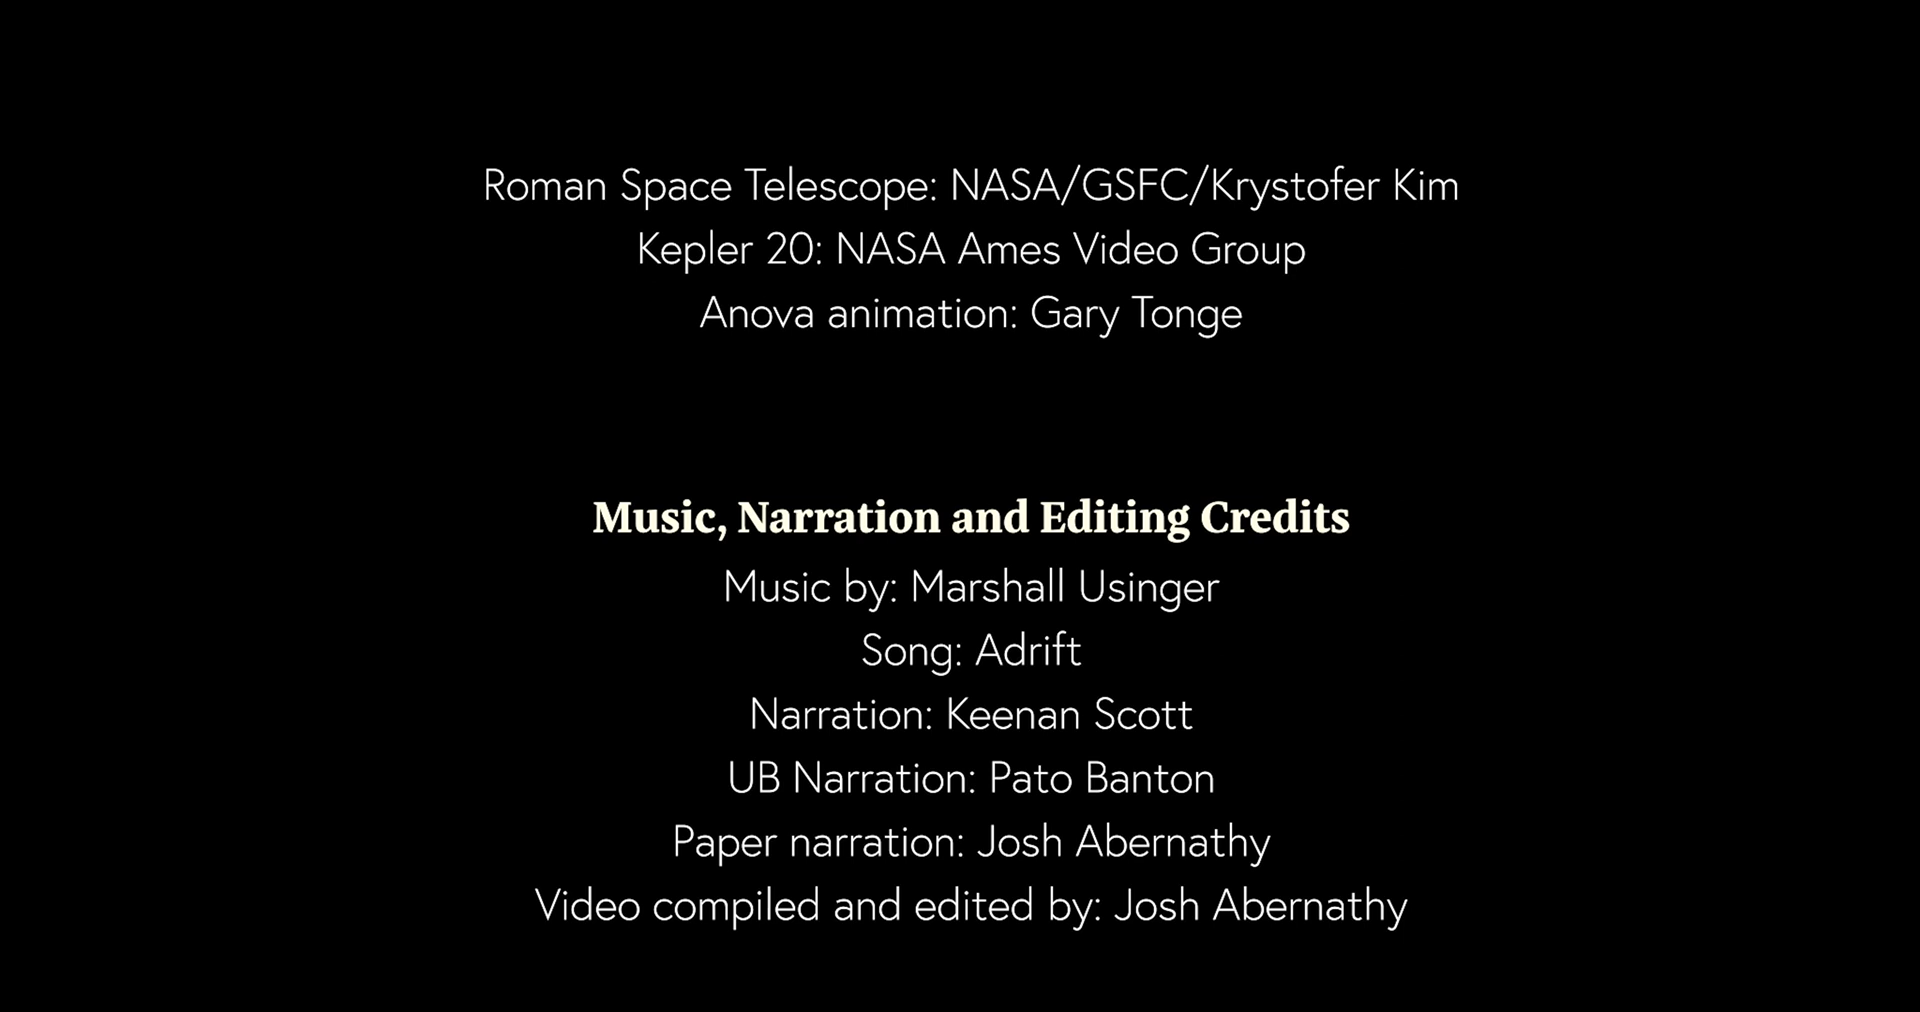 Roman Space Telescope: NASA/GSFC/Krystofer Kim
Kepler 20: NASA Ames Video Group
Anova animation: Gary Tonge
Music, Narration and Editing Credits
Music by: Marshall Usinger
Song: Adrift
Narration: Keenan Scott
UB Narration: Pato Banton
Paper narration: Josh Abernathy
Video compiled and edited by: Josh Abernathy